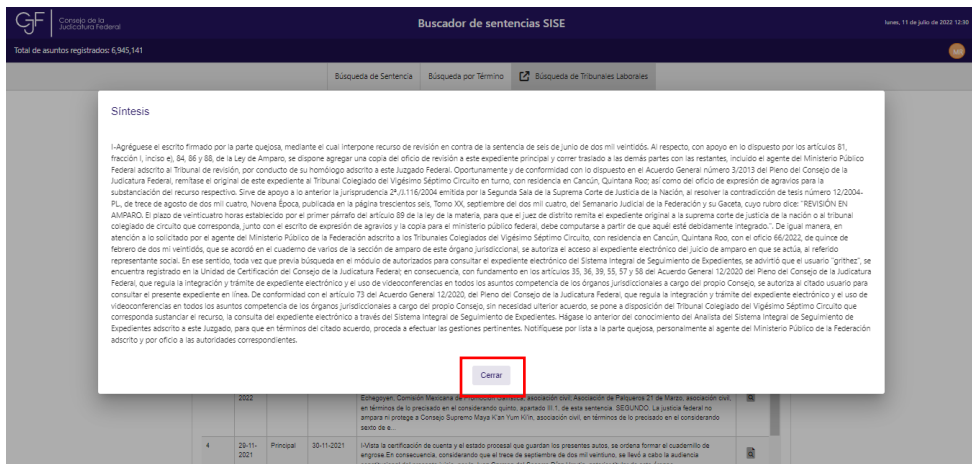 Consejo de la
Judicatura Federal
Buscador de sentencias SISE
lunes, 11 de julio de 2022 12:30
Total de asuntos registrados: 6,945,141
Búsqueda de Sentencia
Búsqueda por Término
Búsqueda de Tribunales Laborales
Síntesis
I-Agréguese el escrito firmado por la parte quejosa, mediante el cual interpone recurso de revisión en contra de la sentencia de seis de junio de dos mil veintidós. Al respecto, con apoyo en lo dispuesto por los artículos 81,
fracción I, inciso e), 84, 86 y 88, de la Ley de Amparo, se dispone agregar una copia del oficio de revisión a este expediente principal y correr traslado a las demás partes con las restantes, incluido el agente del Ministerio Público
Federal adscrito al Tribunal de revisión, por conducto de su homólogo adscrito a este Juzgado Federal. Oportunamente y de conformidad con lo dispuesto en el Acuerdo General número 3/2013 del Pleno del Consejo de la
Judicatura Federal, remítase el original de este expediente al Tribunal Colegiado del Vigésimo Séptimo Circuito en turno, con residencia en Cancún, Quintana Roo; así como del oficio de expresión de agravios para la
substanciación del recurso respectivo. Sirve de apoyo a lo anterior la jurisprudencia 2ª./J.116/2004 emitida por la Segunda Sala de la Suprema Corte de Justicia de la Nación, al resolver la contradicción de tesis número 12/2004-
PL, de trece de agosto de dos mil cuatro, Novena Época, publicada en la página trescientos seis, Tomo XX, septiembre del dos mil cuatro, del Semanario Judicial de la Federación y su Gaceta, cuyo rubro dice: "REVISIÓN EN
AMPARO. El plazo de veinticuatro horas establecido por el primer párrafo del artículo 89 de la ley de la materia, para que el juez de distrito remita el expediente original a la suprema corte de justicia de la nación o al tribunal
colegiado de circuito que corresponda, junto con el escrito de expresión de agravios y la copia para el ministerio público federal, debe computarse a partir de que aquél esté debidamente integrado.". De igual manera, en
atención a lo solicitado por el agente del Ministerio Público de la Federación adscrito a los Tribunales Colegiados del Vigésimo Séptimo Circuito, con residencia en Cancún, Quintana Roo, con el oficio 66/2022, de quince de
febrero de dos mi veintidós, que se acordó en el cuaderno de varios de la sección de amparo de este órgano jurisdiccional, se autoriza el acceso al expediente electrónico del juicio de amparo en que se actúa, al referido
representante social. En ese sentido, toda vez que previa búsqueda en el módulo de autorizados para consultar el expediente electrónico del Sistema Integral de Seguimiento de Expedientes, se advirtió que el usuario "grithez", se
encuentra registrado en la Unidad de Certificación del Consejo de la Judicatura Federal; en consecuencia, con fundamento en los artículos 35, 36, 39, 55, 57 y 58 del Acuerdo General 12/2020 del Pleno del Consejo de la Judicatura
Federal, que regula la integración y trámite de expediente electrónico y el uso de videoconferencias en todos los asuntos competencia de los órganos jurisdiccionales a cargo del propio Consejo, se autoriza al citado usuario para
consultar el presente expediente en línea. De conformidad con el artículo 73 del Acuerdo General 12/2020, del Pleno del Consejo de la Judicatura Federal, que regula la integración y trámite del expediente electrónico y el uso de
videoconferencias en todos los asuntos competencia de los órganos jurisdiccionales a cargo del propio Consejo, sin necesidad ulterior acuerdo, se pone a disposición del Tribunal Colegiado del Vigésimo Séptimo Circuito que
corresponda sustanciar el recurso, la consulta del expediente electrónico a través del Sistema Integral de Seguimiento de Expedientes. Hágase lo anterior del conocimiento del Analista del Sistema Integral de Seguimiento de
Expedientes adscrito a este Juzgado, para que en términos del citado acuerdo, proceda a efectuar las gestiones pertinentes. Notifíquese por lista a la parte quejosa, personalmente al agente del Ministerio Público de la Federación
adscrito y por oficio a las autoridades correspondientes.
Cerrar
2022
Echegoyen, Comisión Mexicana de Promoción asociación civil; Asociación de Palqueros 21 de Marzo, asociación civil,
en términos de lo precisado en el considerando quinto, apartado III.1, de esta sentencia. SEGUNDO. La justicia federal no
ampara ni protege a Consejo Supremo Maya K'an Yum Ki'in, asociación civil, en términos de lo precisado en el considerando
sexto de e...
4 29-11-2021 Principal 30-11-2021 I-Vista la certificación de cuenta y el estado procesal que guardan los presentes autos, se ordena formar el cuadernillo de
engrose.En consecuencia, considerando que el trece de septiembre de dos mil veintiuno, se llevó a cabo la audiencia